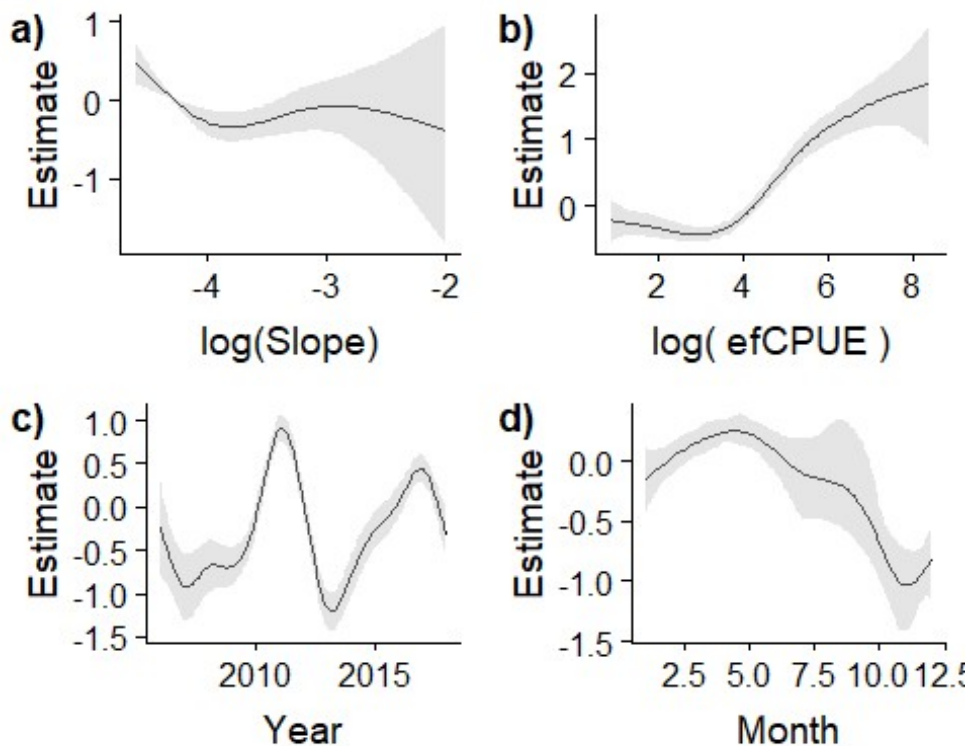 a)
Estimate
1
0
-1
-4 -3 -2
log(Slope)
b)
Estimate
2
1
0
2 4 6 8
log( efCPUE )
c)
Estimate
1.0
0.5
0.0
-0.5
-1.0
-1.5
2010 2015
Year
d)
Estimate
0.0
-0.5
-1.0
-1.5
2.5 5.0 7.5 10.0 12.5
Month